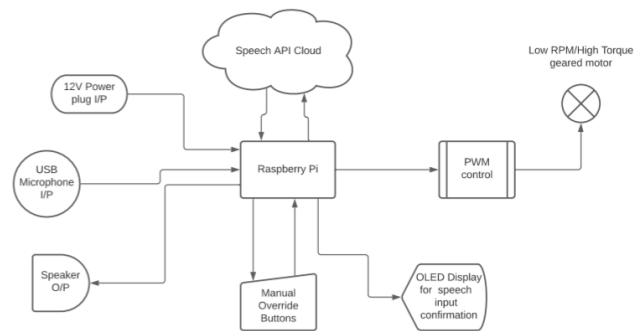 Speech API Cloud
Low RPM/High Torque
geared motor
12V Power
plug I/P
USB
Microphone
I/P
Raspberry Pi
PWM
control
Speaker
O/P
Manual
Override
Buttons
OLED Display
for speech
input
confirmation